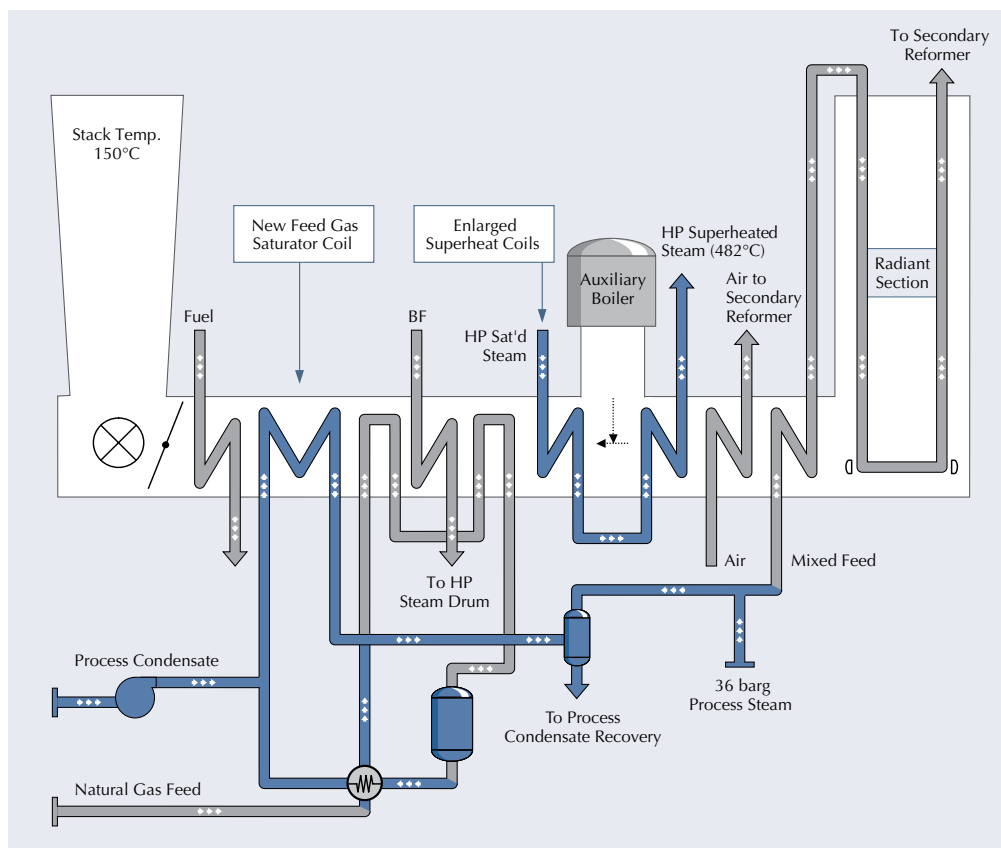 To Secondary
Reformer
Stack Temp.
150°C
New Feed Gas
Saturator Coil
Enlarged
Superheat Coils
HP Superheated
Steam (482°C)
Auxiliary
Boiler
Air to
Secondary
Reformer
Radiant
Section
Fuel
BF
HP Sat'd
Steam
Air
Mixed Feed
To HP
Steam Drum
Process Condensate
36 barg
Process Steam
To Process
Condensate Recovery
Natural Gas Feed